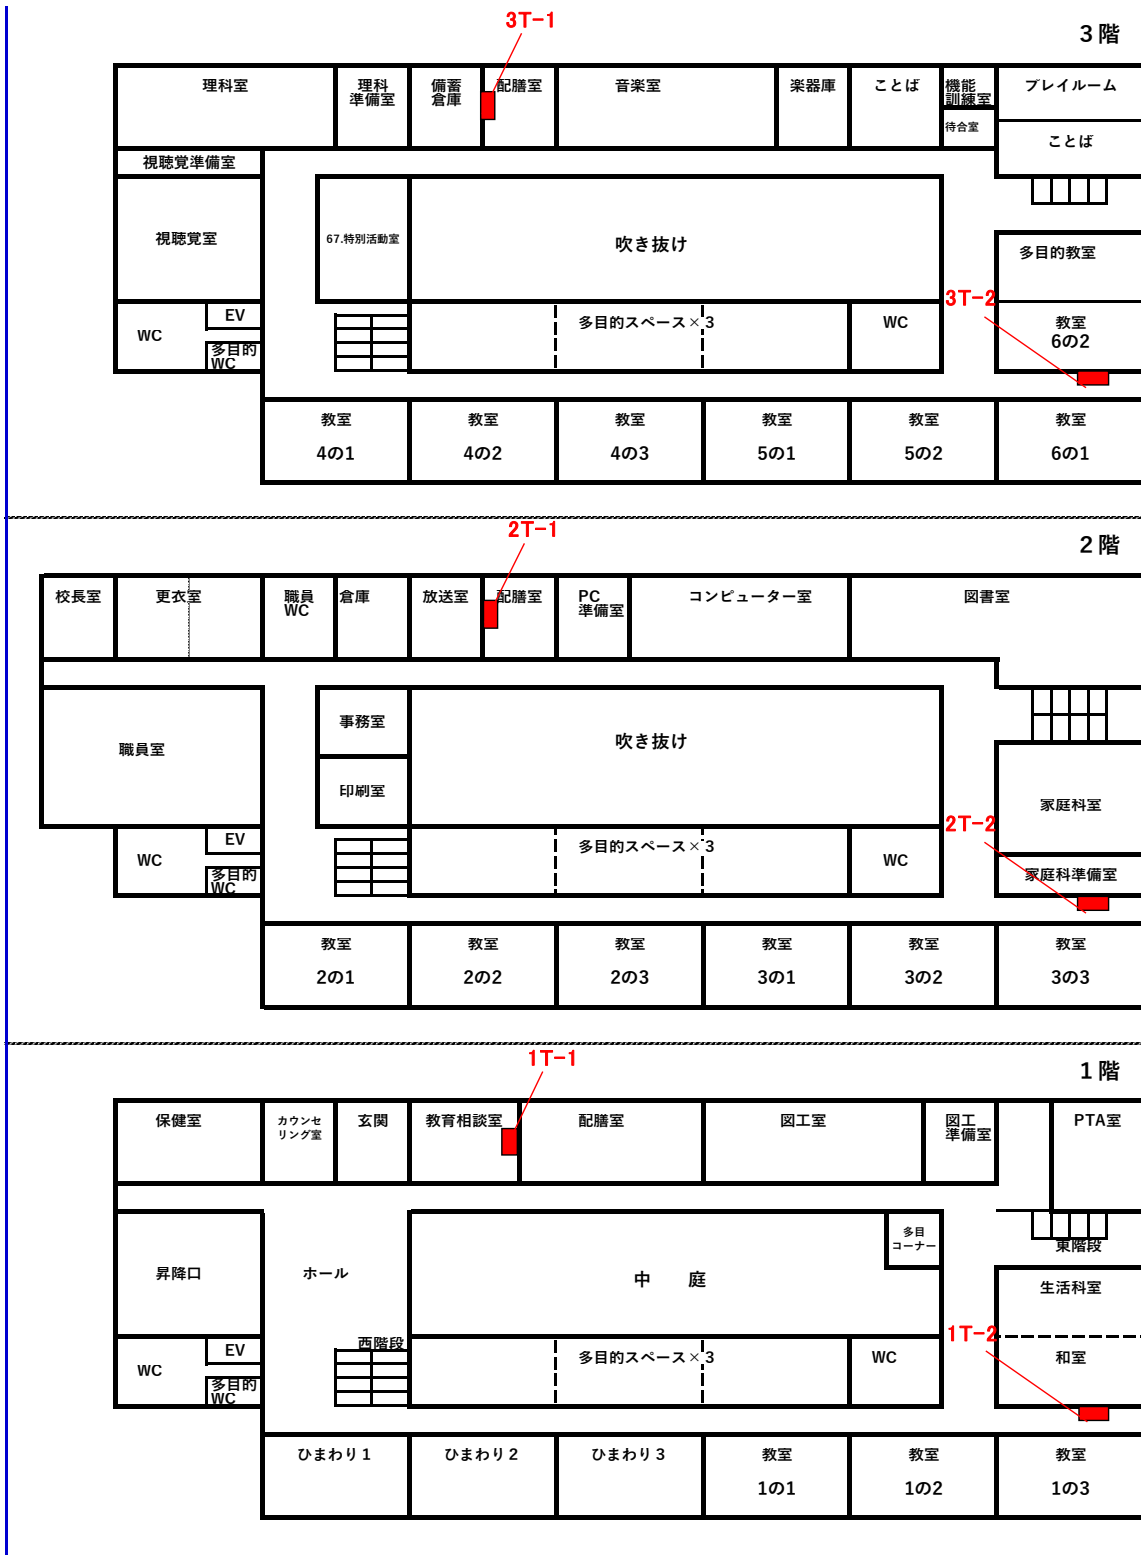 3T-1
3 階
理科室
理科
準備室
備蓄
倉庫
配膳室
音楽室
楽器庫
ことば
機能
訓練室
待合室
プレイルーム
ことば
視聴覚準備室
視聴覚室
67.特別活動室
吹き抜け
多目的教室
3T-2
EV
WC
多目的
WC
多目的スペース×3
WC
教室
6の2
教室
4の1
教室
4の2
教室
4の3
教室
5の1
教室
5の2
教室
6の1
2T-1
2 階
校長室
更衣室
職員
WC
倉庫
放送室
配膳室
PC
準備室
コンピューター室
図書室
職員室
事務室
印刷室
吹き抜け
家庭科室
2T-2
EV
WC
多目的
WC
多目的スペース×3
WC
家庭科準備室
教室
2の1
教室
2の2
教室
2の3
教室
3の1
教室
3の2
教室
3の3
1T-1
1 階
保健室
カウンセ
リング室
玄関
教育相談室
配膳室
図工室
図工
準備室
PTA室
昇降口
ホール
中 庭
多目
コーナー
東階段
生活科室
1T-2
西階段
EV
WC
多目的
WC
多目的スペース×3
WC
和室
ひまわり1
ひまわり2
ひまわり3
教室
1の1
教室
1の2
教室
1の3